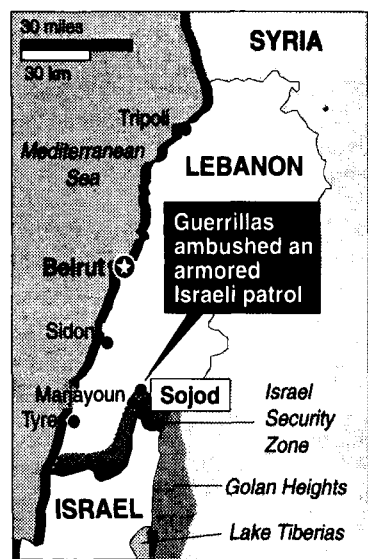 30 miles
30 km
SYRIA
Tripoli
Mediterranean
Sea
LEBANON
Guerrillas
ambushed an
armored
Israeli patrol
Beirut
Sidon
Marjayoun
Sojod
Tyre
Israel
Security
Zone
Golan Heights
ISRAEL
Lake Tiberias